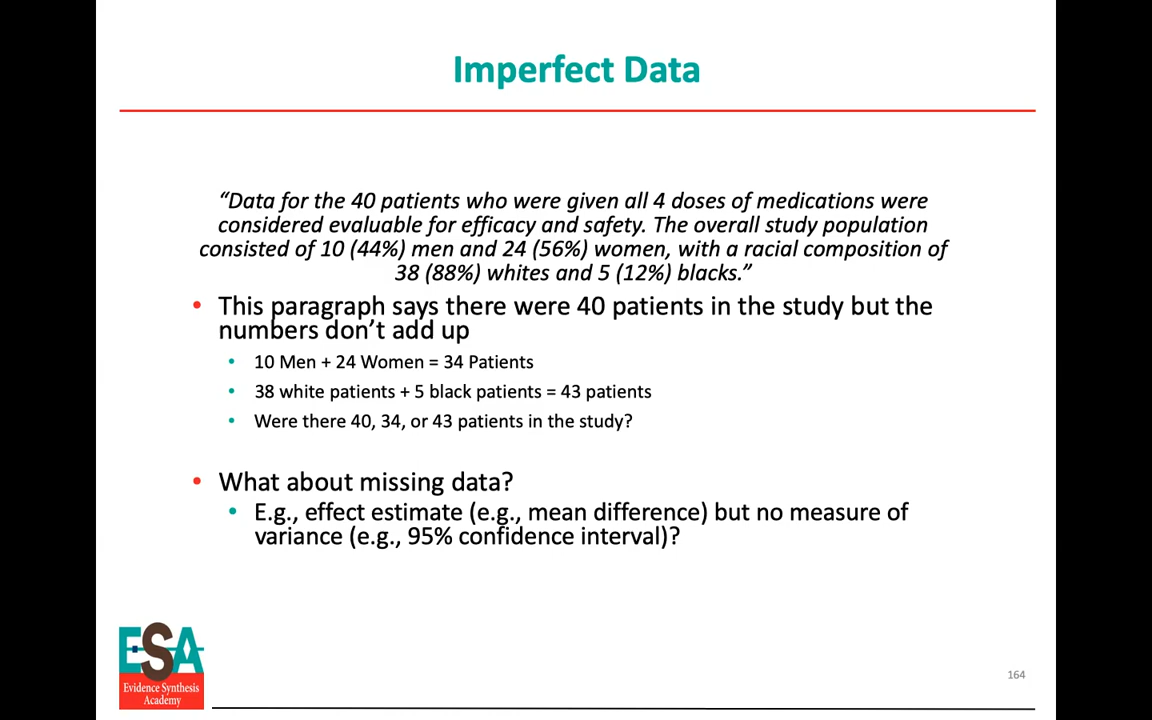 Imperfect Data
“Data for the 40 patients who were given all 4 doses of medications were
considered evaluable for efficacy and safety. The overall study population
consisted of 10 (44%) men and 24 (56%) women, with a racial composition of
38 (88%) whites and 5 (12%) blacks.”
• This paragraph says there were 40 patients in the study but the
numbers don’t add up
• 10 Men + 24 Women = 34 Patients
• 38 white patients + 5 black patients = 43 patients
• Were there 40, 34, or 43 patients in the study?
• What about missing data?
• E.g., effect estimate (e.g., mean difference) but no measure of
variance (e.g., 95% confidence interval)?
ESA
Evidence Synthesis
Academy
164